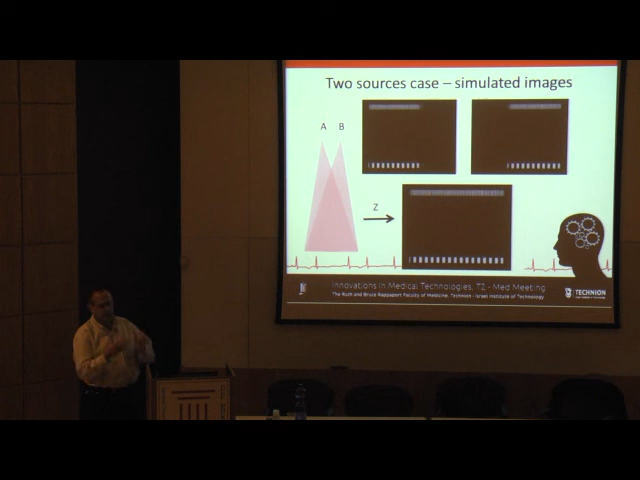 Two sources case – simulated images
A B
Z
Innovations in Medical Technologies, T2 - Med Meeting
The Ruth and Bruce Rappaport Faculty of Medicine, Technion - Israel Institute of Technology
TECHNION